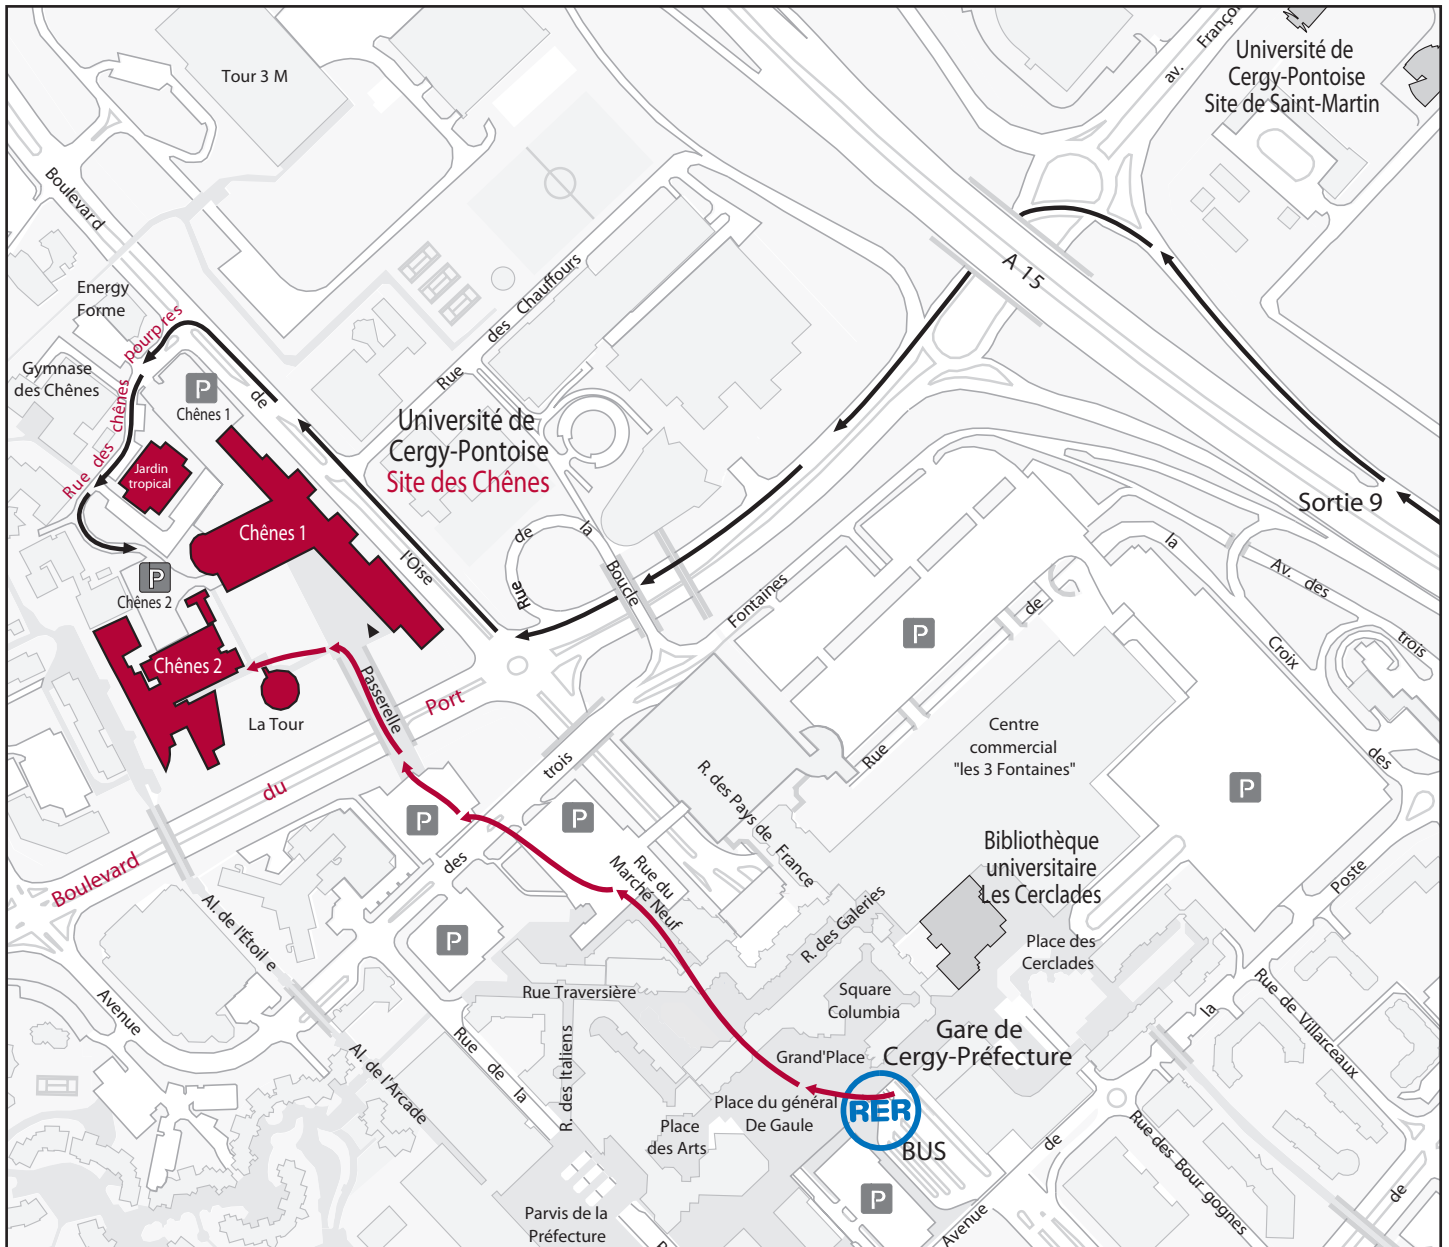 Tour 3 M
av. Françoi
Université de
Cergy-Pontoise
Site de Saint-Martin
Boulevard
de
l'Oise
A 15
Energy
Forme
Gymnase
des Chênes
Rue des chênes pourpres
P
Chênes 1
Rue des Chauffours
Université de
Cergy-Pontoise
Site des Chênes
Jardin
tropical
Chênes 1
Sortie 9
P
Chênes 2
Chênes 2
La Tour
Passerelle
Rue de la Boucle
Boulevard du Port
Av. des trois Fontaines
des trois Fontaines
P
P
P
P
P
Rue de la Croix des
Rue de
Centre
commercial
"les 3 Fontaines"
R. des Pays de France
Rue du
Marché Neuf
R. des Galeries
Bibliothèque
universitaire
Les Cerclades
Place des
Cerclades
Square
Columbia
Al. de l'Étoil e
Al. de l'Arcade
Avenue
Rue Traversière
R. des Italiens
Rue de la
Gare de
Cergy-Préfecture
Grand'Place
Place du général
De Gaule
RER
BUS
Place
des Arts
P
Parvis de la
Préfecture
Avenue de la Poste
Rue de Villarceaux
Rue des Bour gognes
de